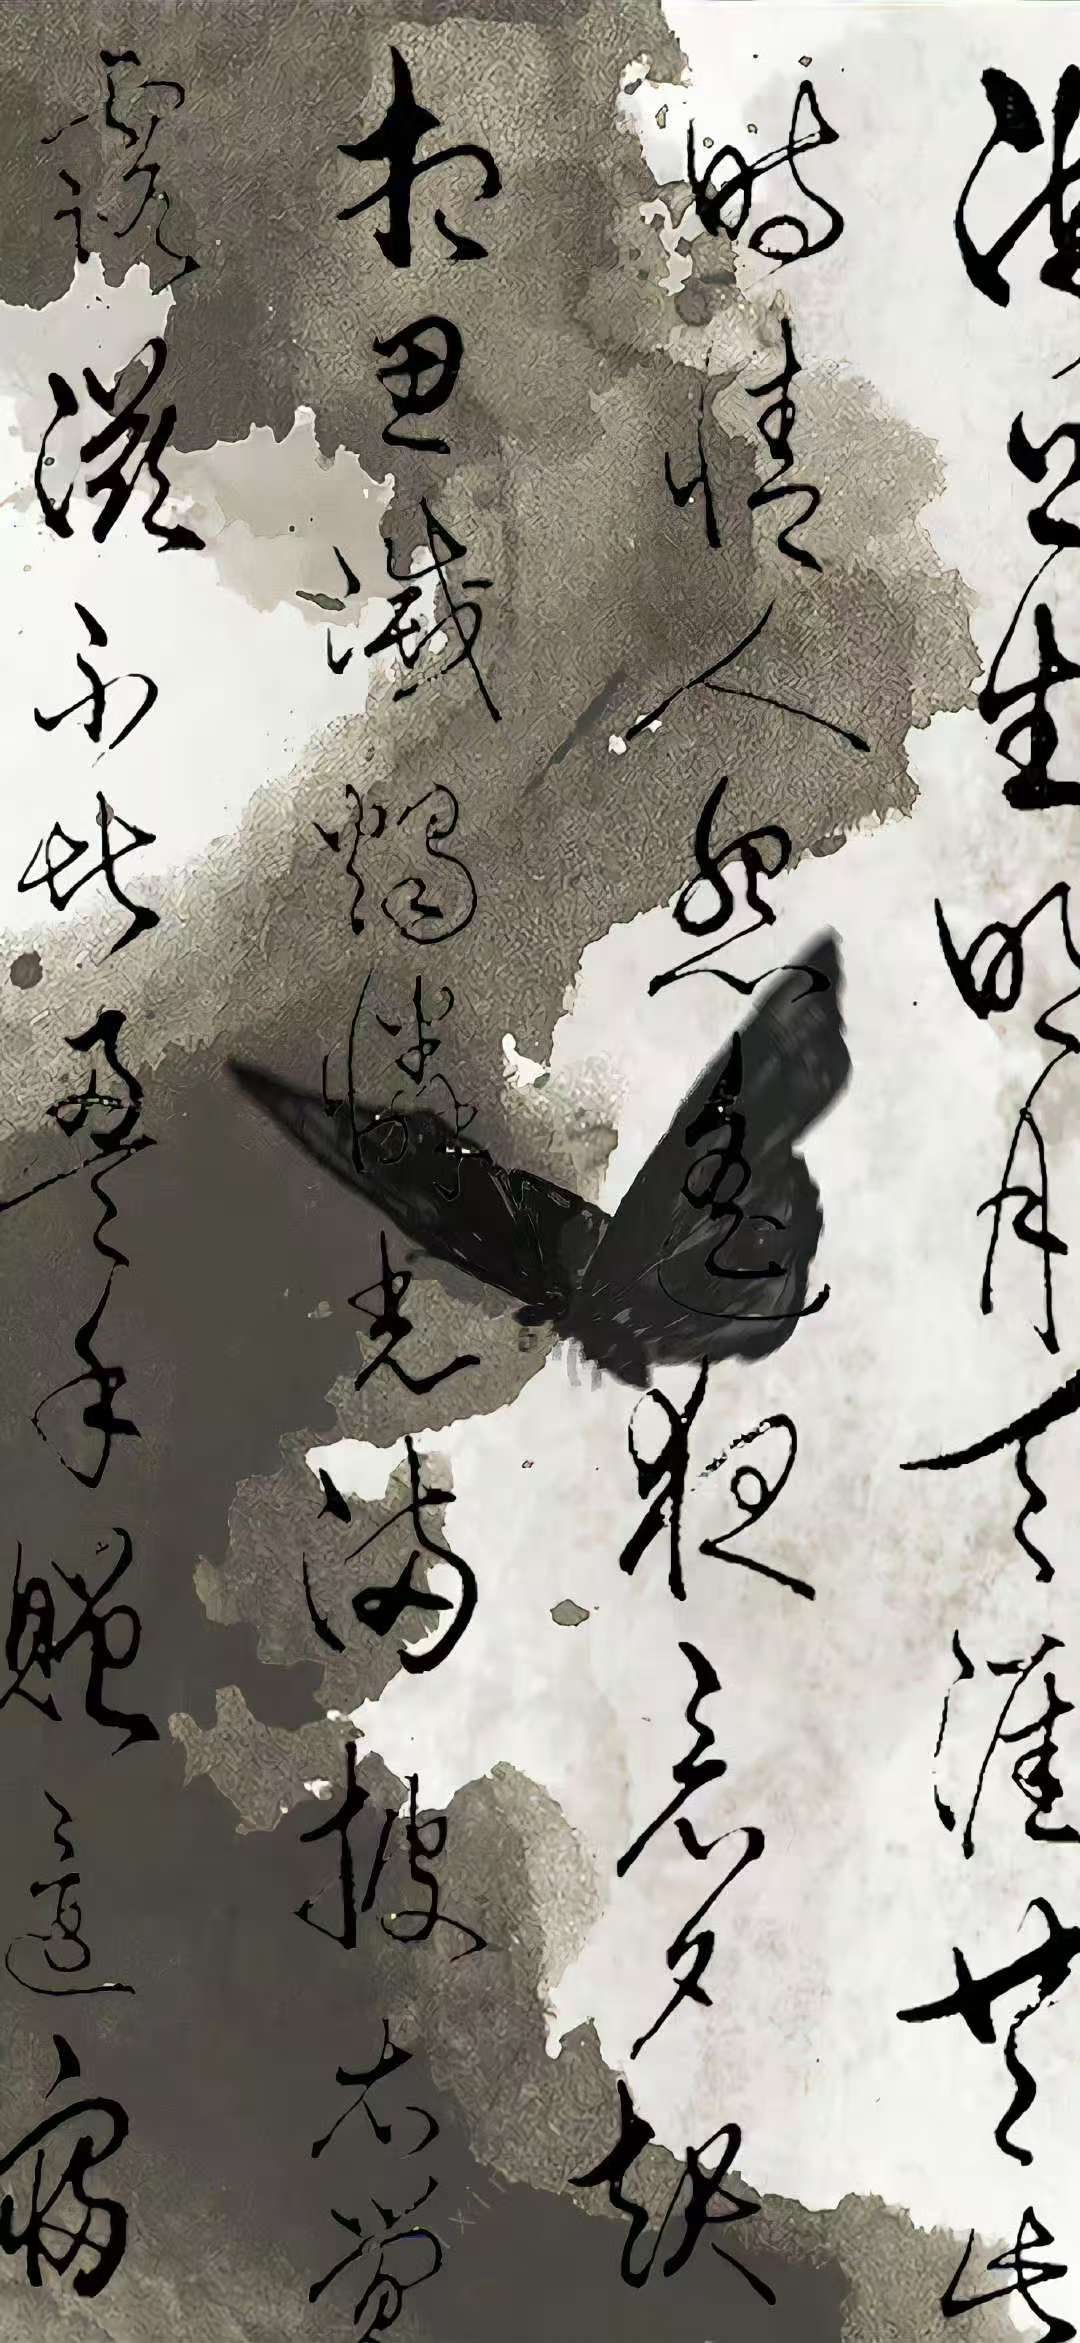 海上生明月天涯共此
时情人怨遥夜竟夕起
相思灭烛怜光满披衣觉
露滋不堪盈手赠还寝